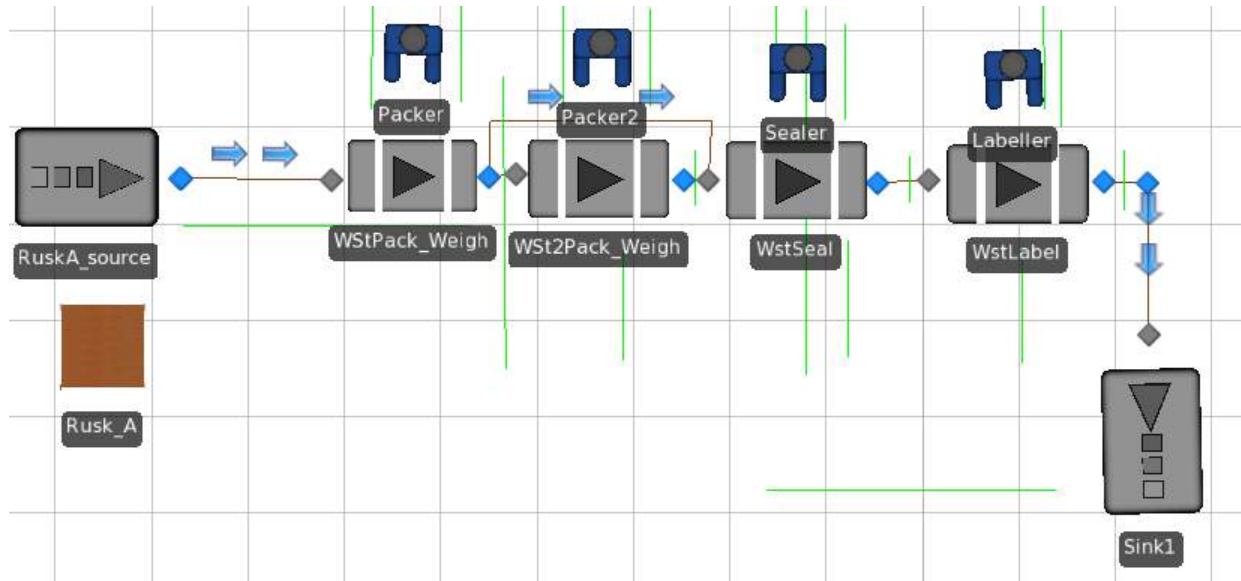 Packer
Packer2
Sealer
Labeller
RuskA_source
WStPack_Weigh
WSt2Pack_Weigh
WstSeal
WstLabel
Rusk_A
Sink1